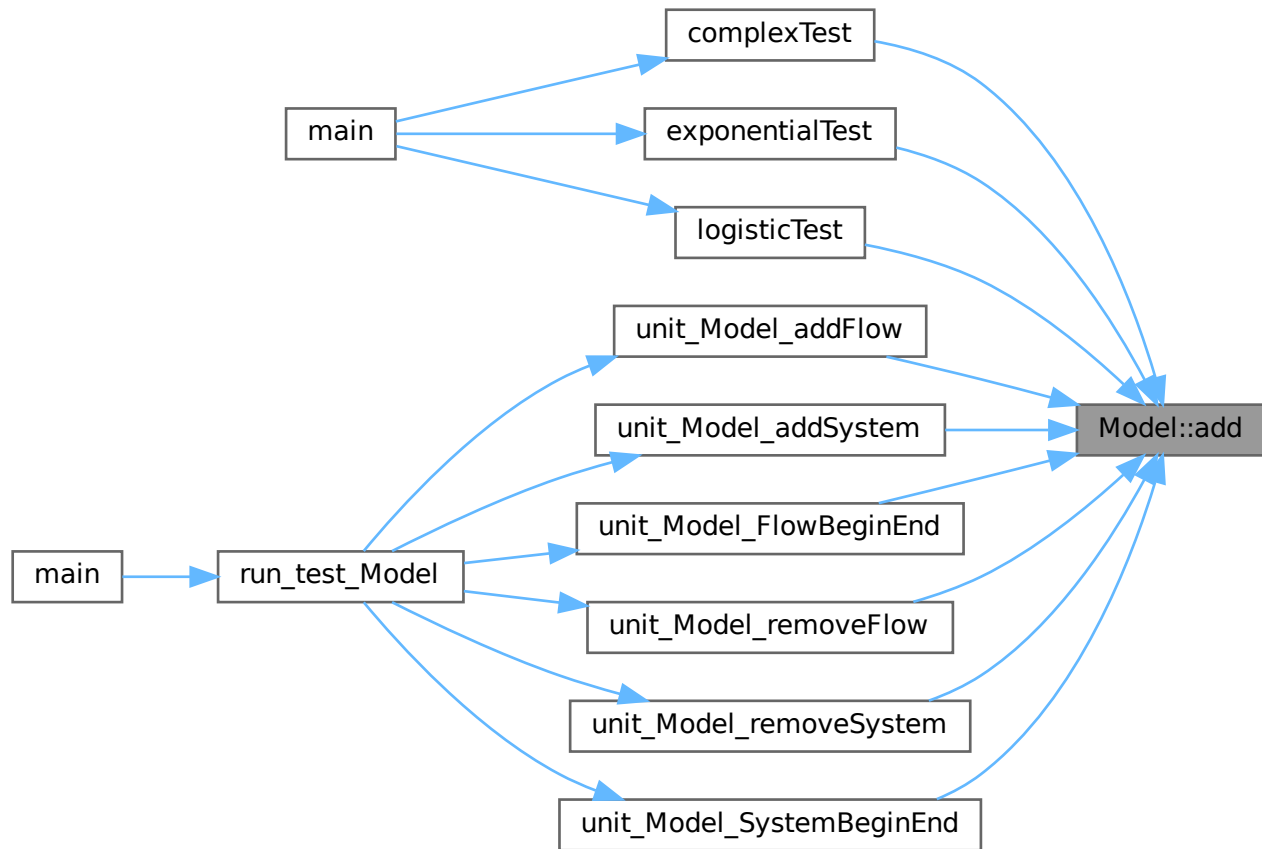 complexTest
main
exponentialTest
logisticTest
unit_Model_addFlow
unit_Model_addSystem
Model::add
unit_Model_FlowBeginEnd
main
run_test_Model
unit_Model_removeFlow
unit_Model_removeSystem
unit_Model_SystemBeginEnd